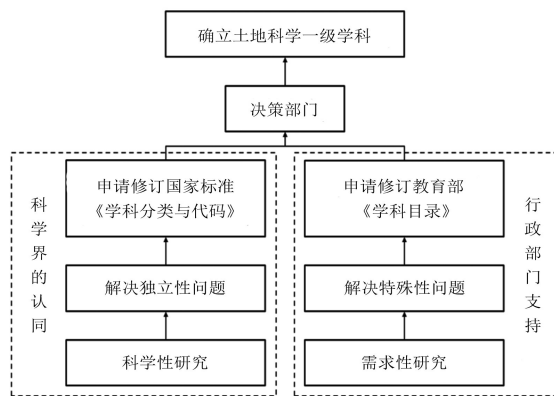 确立土地科学一级学科
决策部门
科学界的认同
申请修订国家标准
《学科分类与代码》
解决独立性问题
科学性研究
申请修订教育部
《学科目录》
解决特殊性问题
需求性研究
行政部门支持